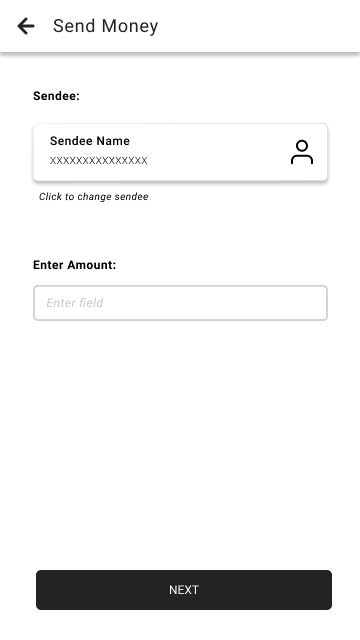 Send Money
Sendee:
Sendee Name
XXXXXXXXXXXXXXX
Click to change sendee
Enter Amount:
Enter field
NEXT